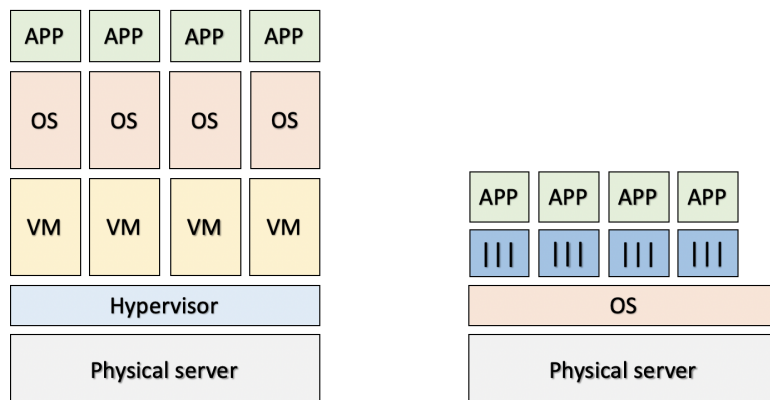 APP APP APP APP
OS OS OS OS
VM VM VM VM
Hypervisor
Physical server
APP APP APP APP
OS
Physical server